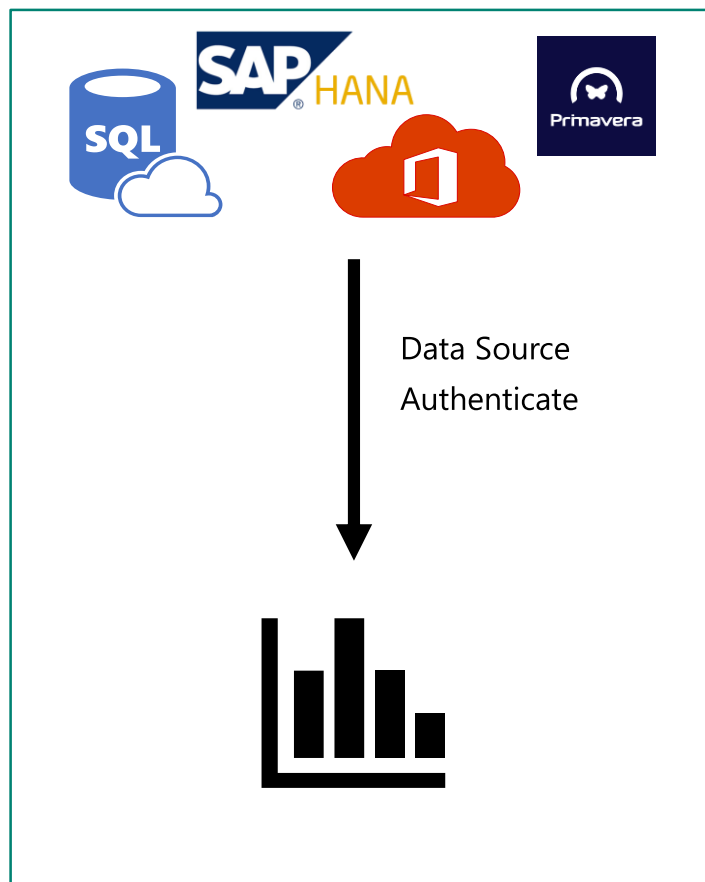 SAP
® HANA
SQL
Primavera
Data Source
Authenticate